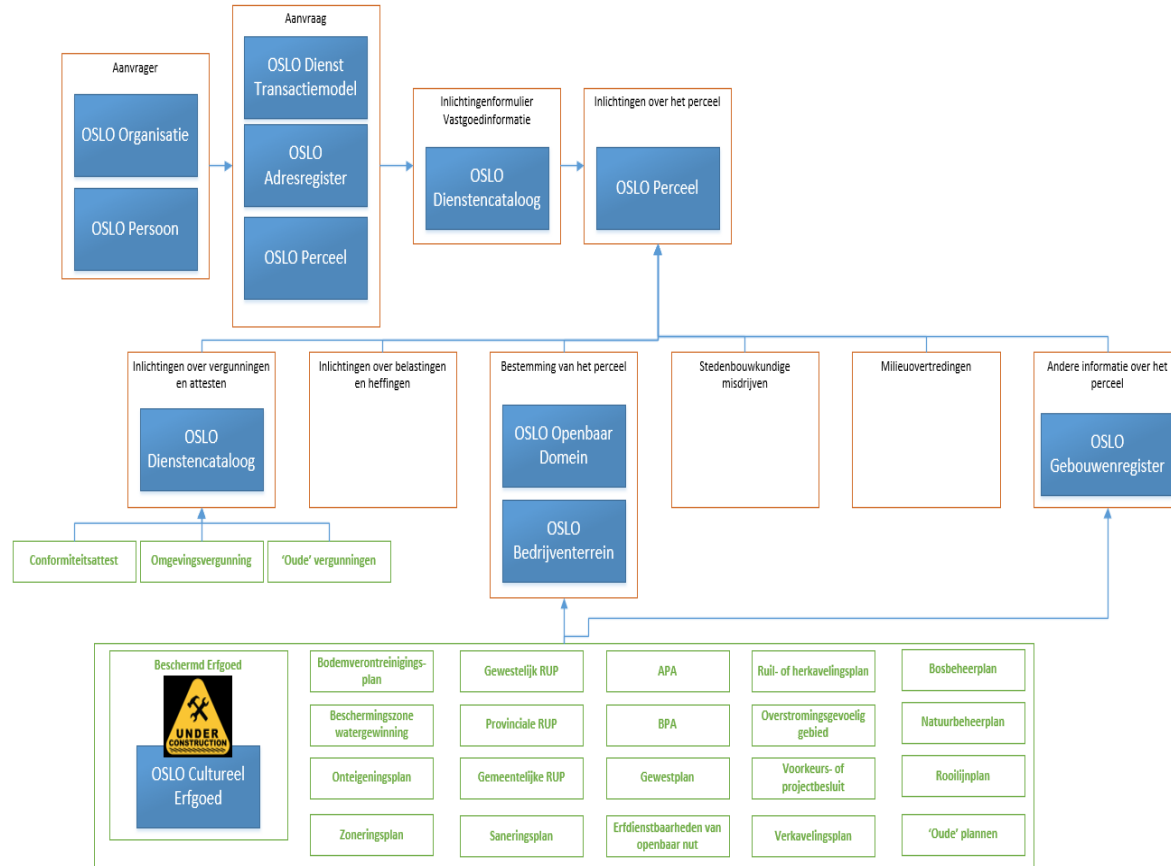 Aanvrager
OSLO Organisatie
OSLO Persoon
Aanvraag
OSLO Dienst
Transactiemodel
OSLO
Adresregister
OSLO Perceel
Inlichtingenformulier
Vastgoedinformatie
OSLO
Dienstencataloog
Inlichtingen over het perceel
OSLO Perceel
Inlichtingen over vergunningen
en attesten
OSLO
Dienstencataloog
Inlichtingen over belastingen
en heffingen
Bestemming van het perceel
OSLO Openbaar
Domein
OSLO
Bedrijventerrein
Stedenbouwkundige
misdrijven
Milieuovertredingen
Andere informatie over het
perceel
OSLO
Gebouwenregister
Conformiteitsattest
Omgevingsvergunning
‘Oude’ vergunningen
Beschermd Erfgoed
UNDER
CONSTRUCTION
OSLO Cultureel
Erfgoed
Bodemverontreinigings-
plan
Gewestelijk RUP
APA
Ruil- of herkavelingsplan
Bosbeheerplan
Beschermingszone
watergewinning
Provinciale RUP
BPA
Overstromingsgevoelig
gebied
Natuurbeheerplan
Onteigeningsplan
Gemeentelijke RUP
Gewestplan
Voorkeurs- of
projectbesluit
Rooilijnplan
Zoneringsplan
Saneringsplan
Erfdienstbaarheden van
openbaar nut
Verkavelingsplan
‘Oude’ plannen